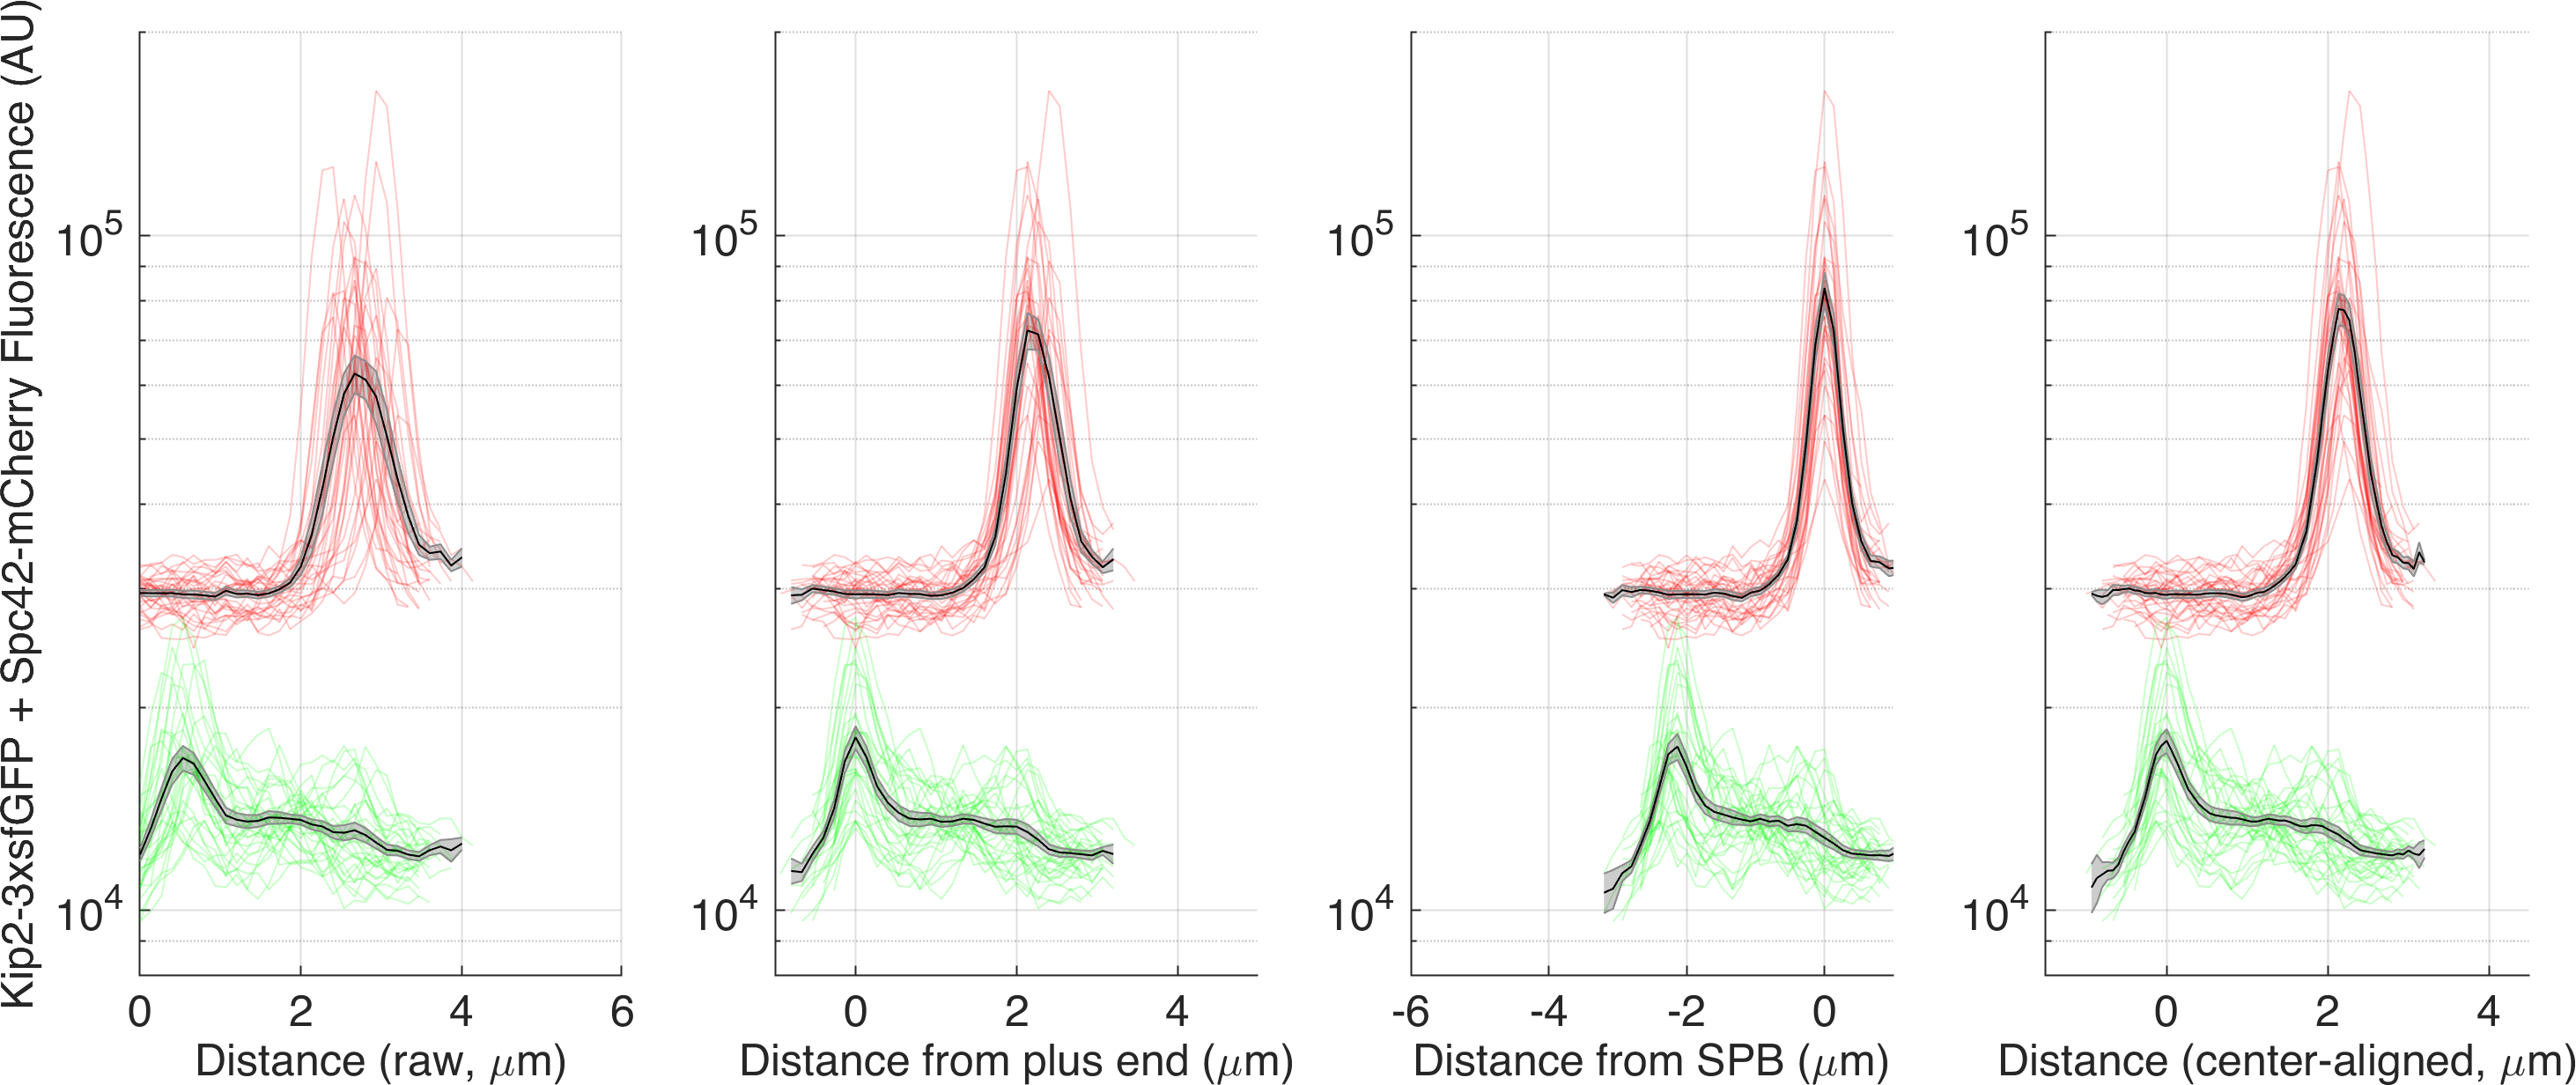 Kip2-3xsfGFP + Spc42-mCherry Fluorescence (AU)
10^5
10^4
0 2 4 6
Distance (raw, μm)
10^5
10^4
0 2 4
Distance from plus end (μm)
10^5
10^4
-6 -4 -2 0
Distance from SPB (μm)
10^5
10^4
0 2 4
Distance (center-aligned, μm)